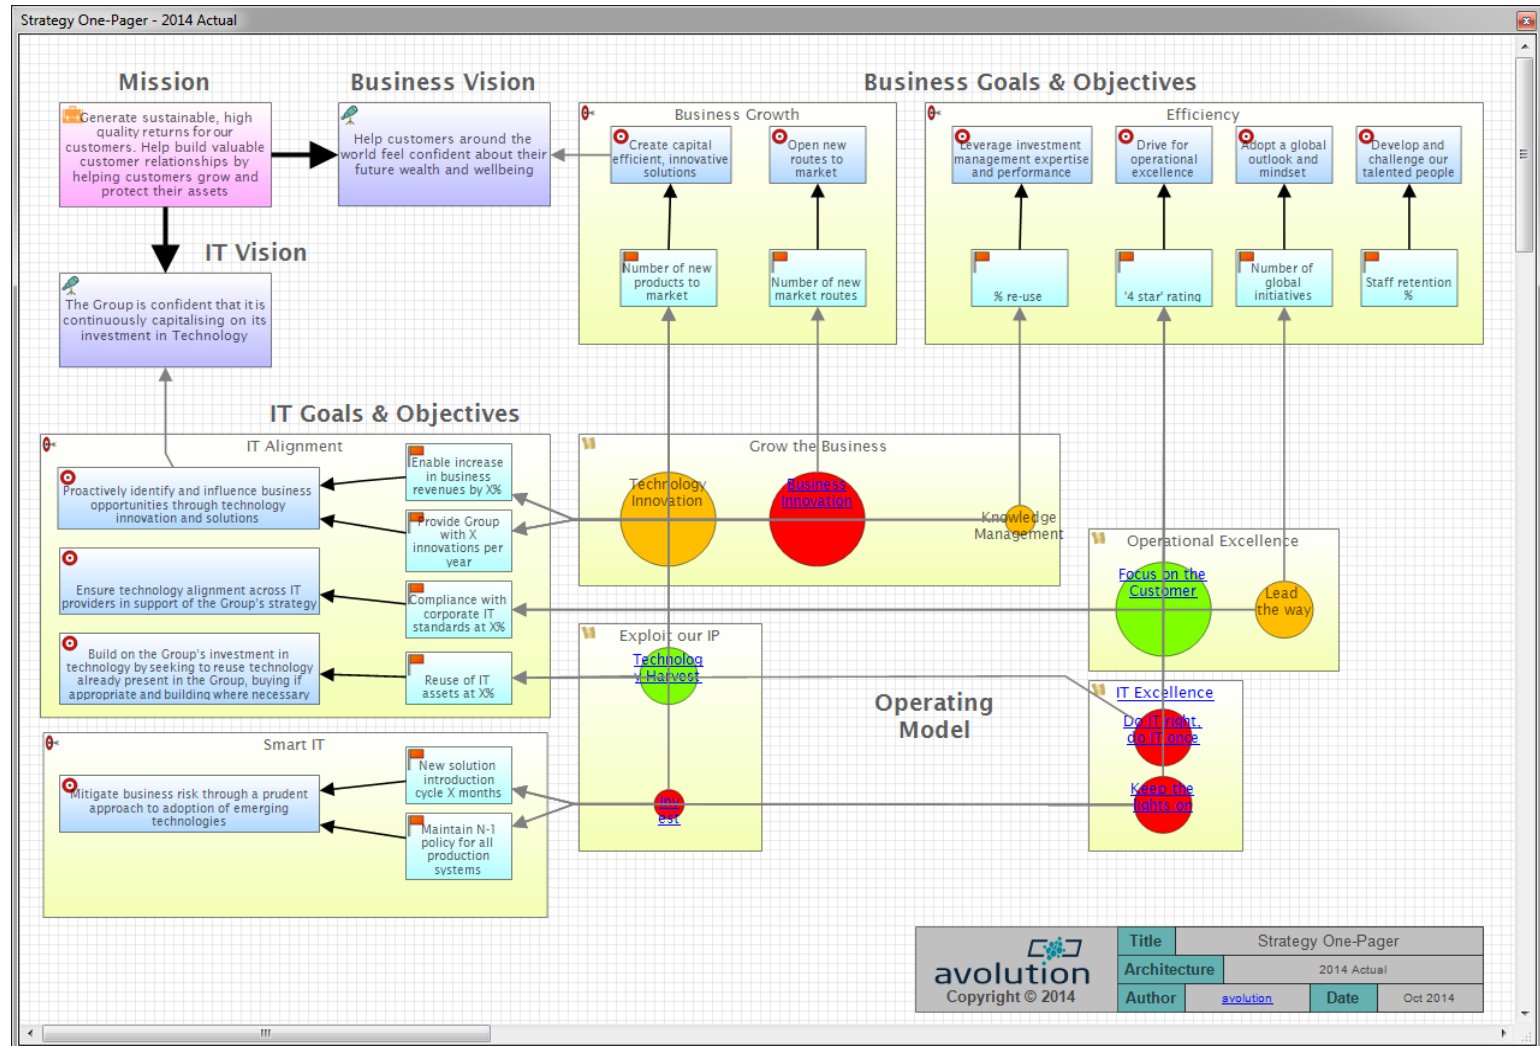 Strategy One-Pager - 2014 Actual
Mission
Business Vision
Business Goals & Objectives
Generate sustainable, high
quality returns for our
customers. Help build valuable
customer relationships by
helping customers grow and
protect their assets
Help customers around the
world feel confident about their
future wealth and wellbeing
Business Growth
Create capital
efficient, innovative
solutions
Open new
routes to
market
Number of new
products to
market
Number of new
market routes
Efficiency
Leverage investment
management expertise
and performance
Drive for
operational
excellence
Adopt a global
outlook and
mindset
Develop and
challenge our
talented people
% re-use
'4 star' rating
Number of
global
initiatives
Staff retention
%
IT Vision
The Group is confident that it is
continuously capitalising on its
investment in Technology
IT Goals & Objectives
IT Alignment
Proactively identify and influence business
opportunities through technology
innovation and solutions
Enable increase
in business
revenues by X%
Provide Group
with X
innovations per
year
Ensure technology alignment across IT
providers in support of the Group's strategy
Compliance with
corporate IT
standards at X%
Build on the Group's investment in
technology by seeking to reuse technology
already present in the Group, buying if
appropriate and building where necessary
Reuse of IT
assets at X%
Grow the Business
Technology
Innovation
Business
Innovation
Knowledge
Management
Operational Excellence
Focus on the
Customer
Lead
the way
Exploit our IP
Technolog
y Harvest
Inv
est
Operating
Model
IT Excellence
Do IT right,
do IT once
Keep the
lights on
Smart IT
Mitigate business risk through a prudent
approach to adoption of emerging
technologies
New solution
introduction
cycle X months
Maintain N-1
policy for all
production
systems
avolution
Copyright © 2014
Title
Strategy One-Pager
Architecture
2014 Actual
Author
avolution
Date
Oct 2014